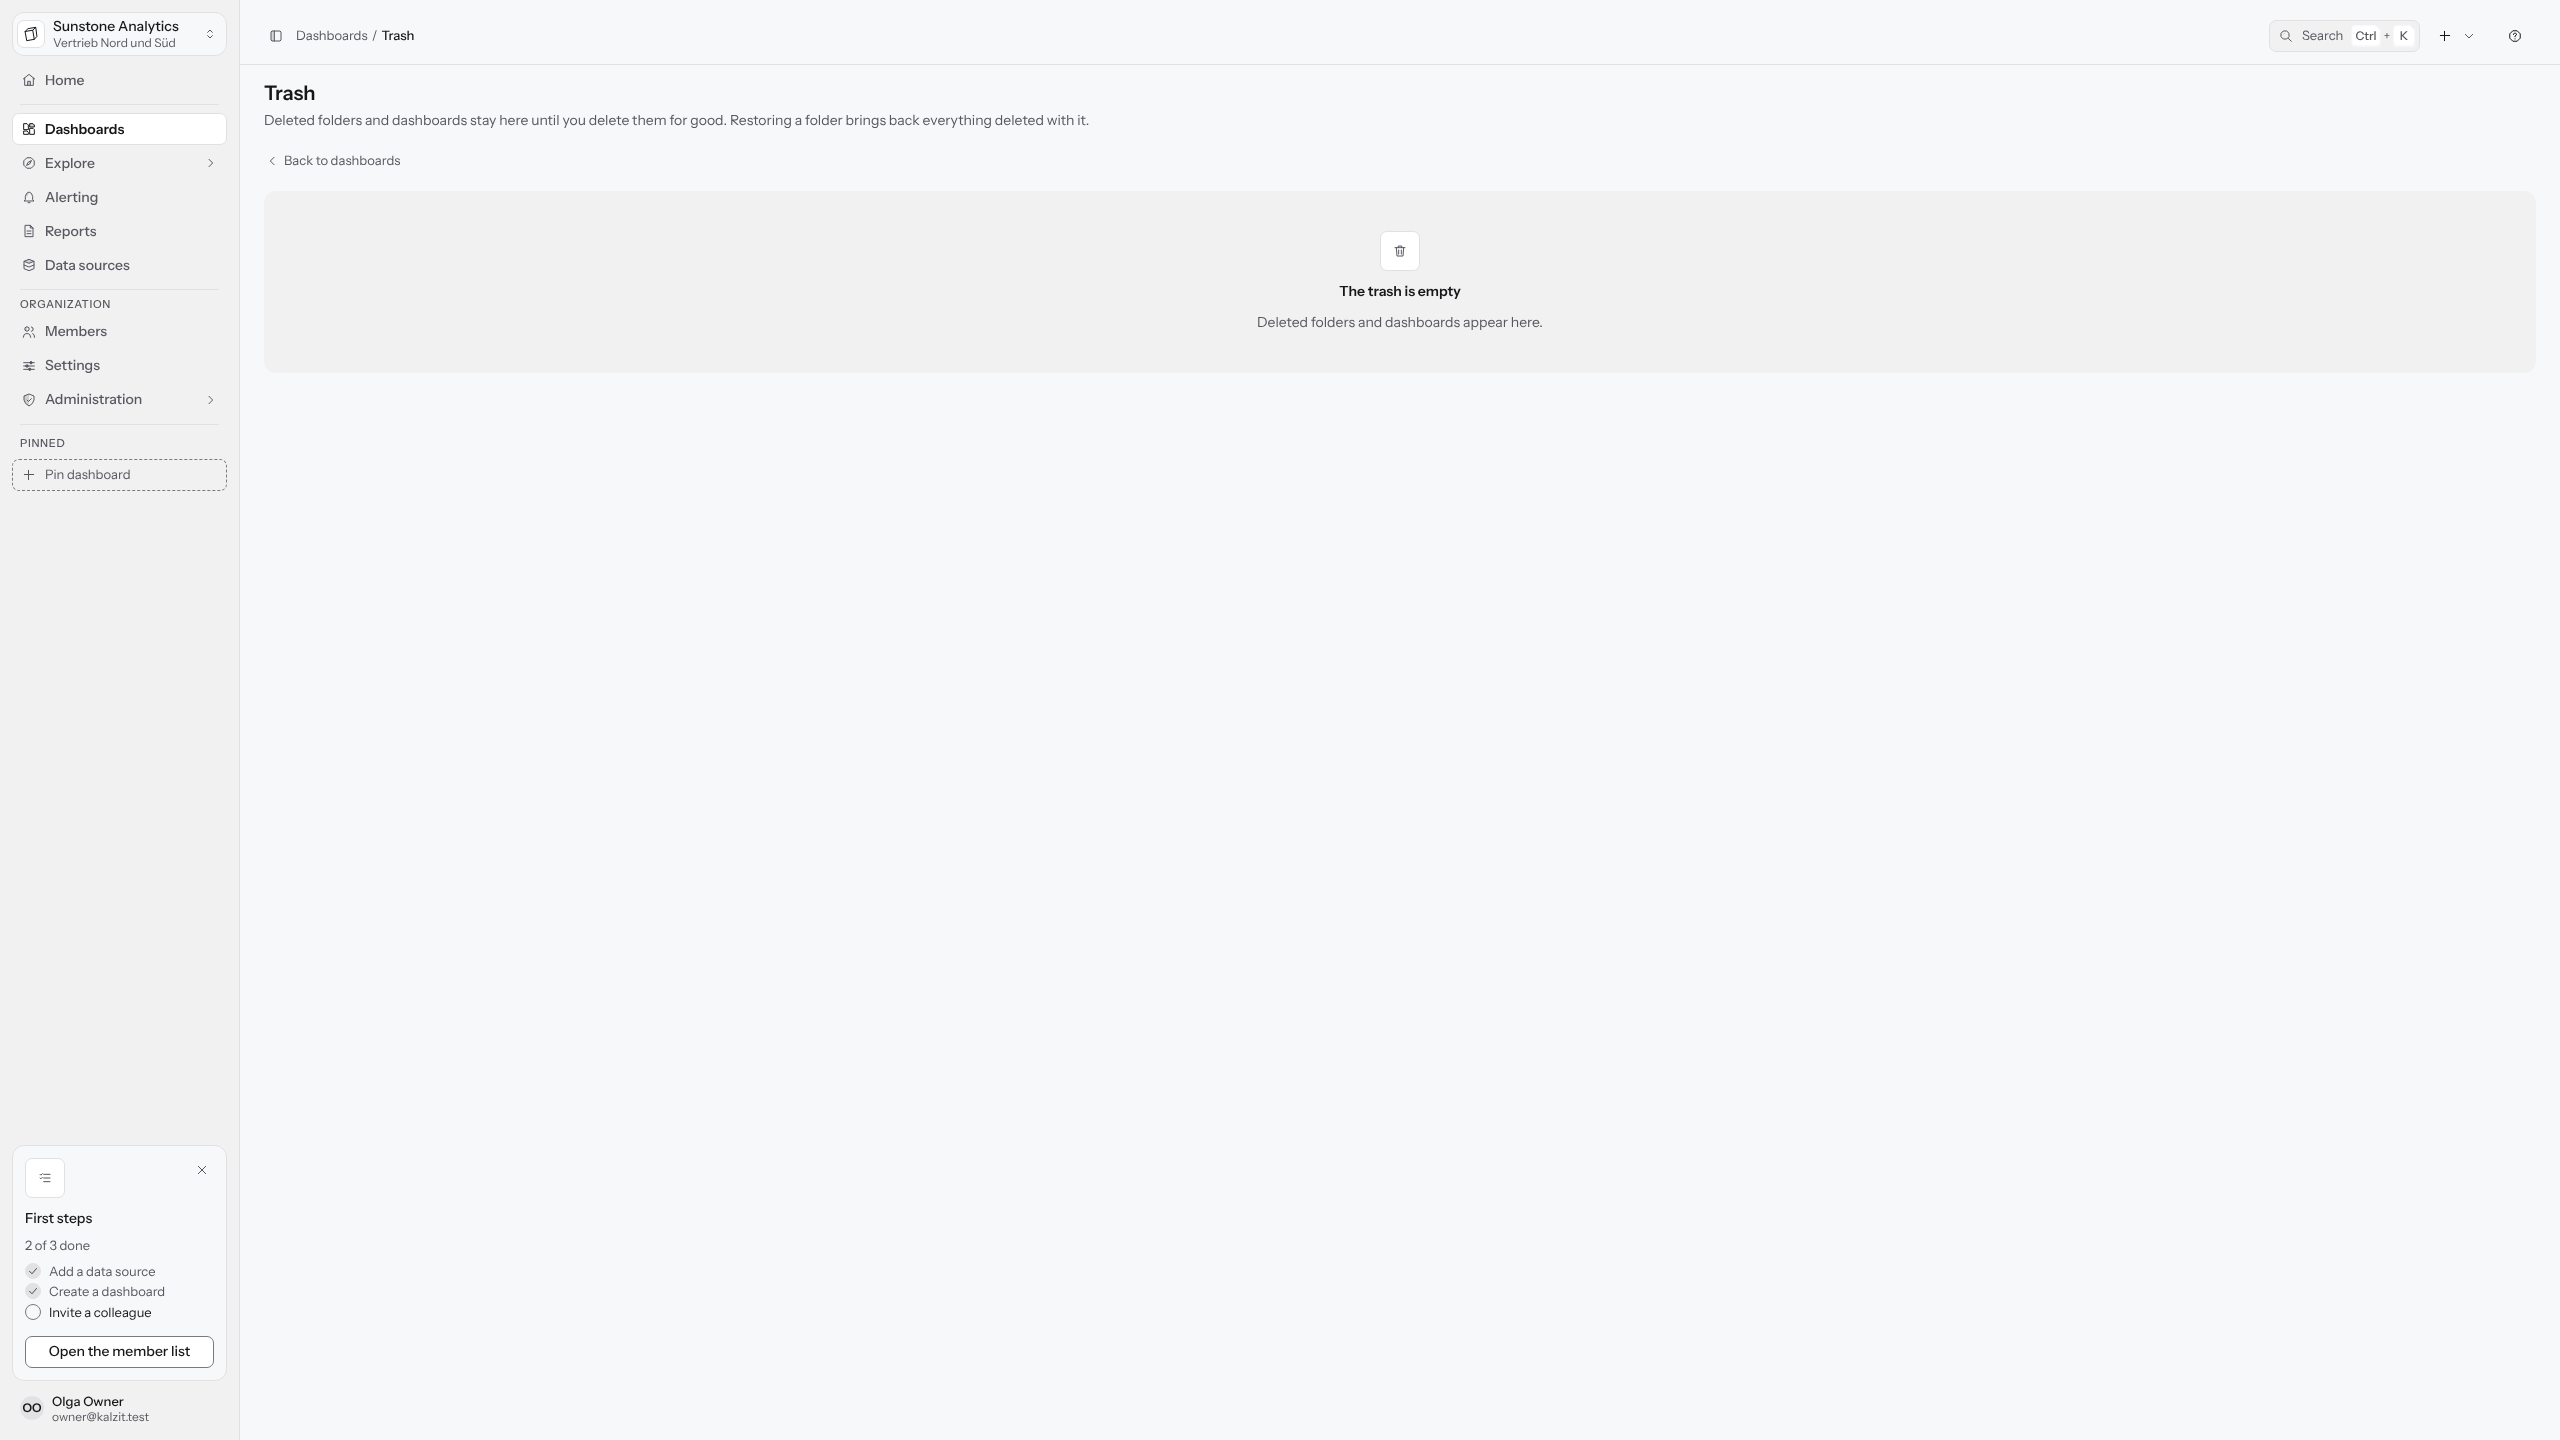 Sunstone Analytics
Vertrieb Nord und Süd
Home
Dashboards
Explore
Alerting
Reports
Data sources
ORGANIZATION
Members
Settings
Administration
PINNED
Pin dashboard
First steps
2 of 3 done
Add a data source
Create a dashboard
Invite a colleague
Open the member list
OO
Olga Owner
owner@kalzit.test
Dashboards / Trash
Search Ctrl + K
Trash
Deleted folders and dashboards stay here until you delete them for good. Restoring a folder brings back everything deleted with it.
Back to dashboards
The trash is empty
Deleted folders and dashboards appear here.